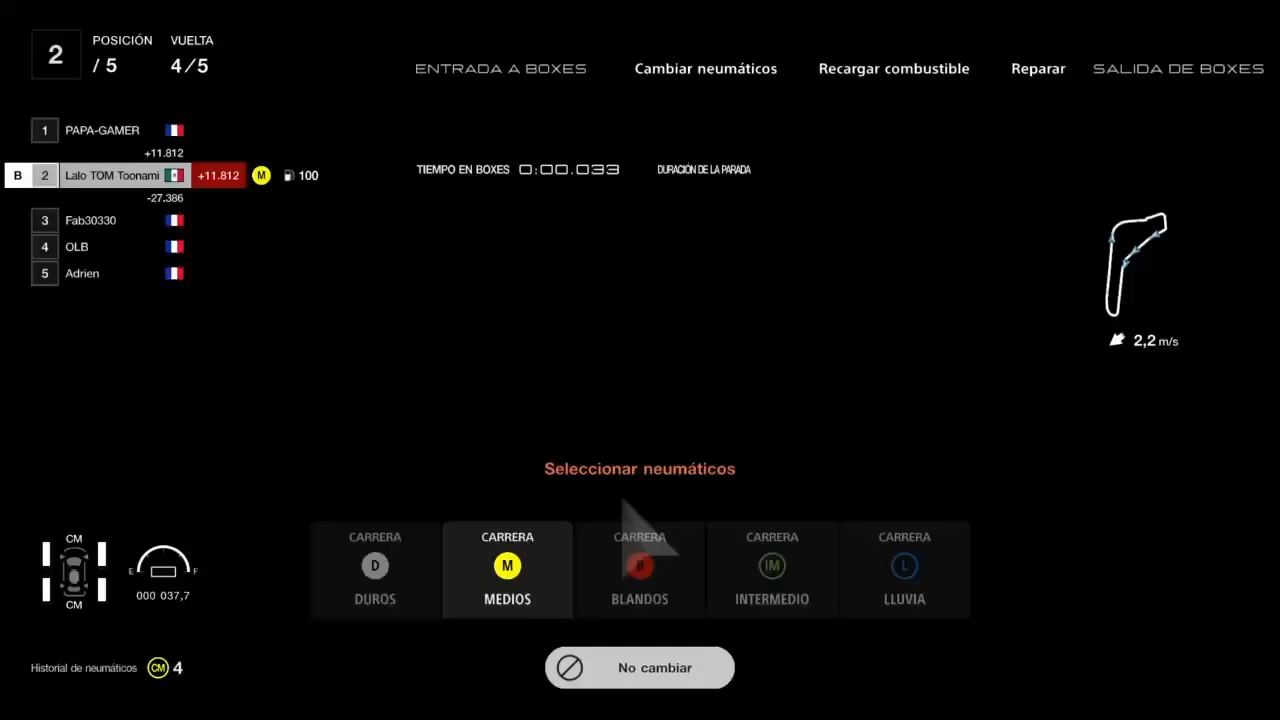 2
POSICIÓN
/ 5
VUELTA
4/5
ENTRADA A BOXES
Cambiar neumáticos
Recargar combustible
Reparar
SALIDA DE BOXES
1 PAPA-GAMER
+11.812
B 2 Lalo TOM Toonami +11.812 M 100
-27.386
3 Fab30330
4 OLB
5 Adrien
TIEMPO EN BOXES 0:00.033
DURACIÓN DE LA PARADA
2,2 m/s
Seleccionar neumáticos
CARRERA
D
DUROS
CARRERA
M
MEDIOS
CARRERA
B
BLANDOS
CARRERA
IM
INTERMEDIO
CARRERA
L
LLUVIA
CM
CM
E F
000 037,7
Historial de neumáticos CM 4
No cambiar